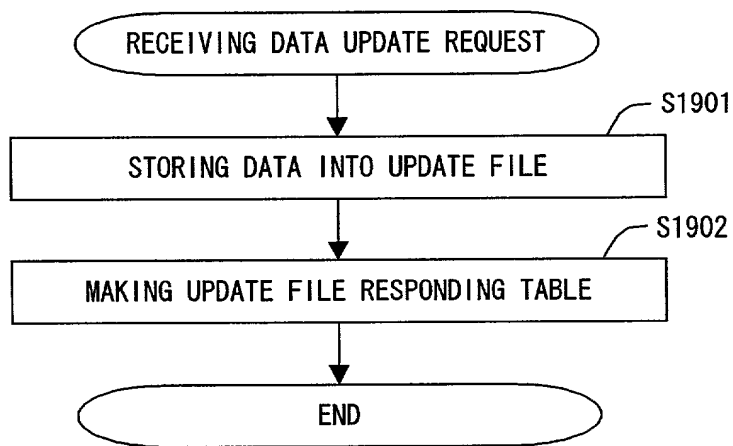 RECEIVING DATA UPDATE REQUEST
S1901
STORING DATA INTO UPDATE FILE
S1902
MAKING UPDATE FILE RESPONDING TABLE
END